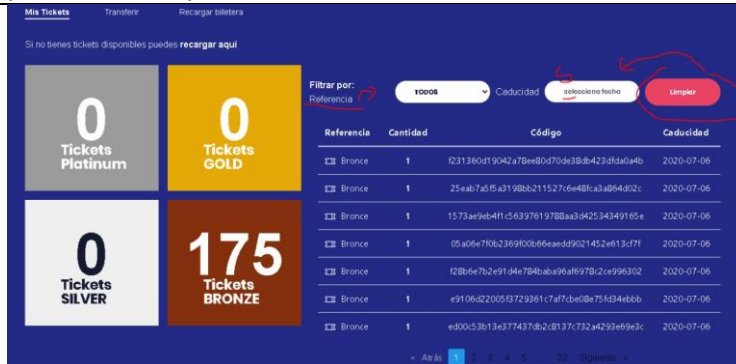 Mis Tickets Transferir Recargar billetera
Si no tienes tickets disponibles puedes recargar aquí
0
Tickets
Platinum
0
Tickets
GOLD
0
Tickets
SILVER
175
Tickets
BRONZE
Filtrar por:
Referencia
TODOS
Caducidad
selecciona fecha
Limpiar
Referencia Cantidad Código Caducidad
Bronce 1 f231360d19042a78ee80d70de38db423dfda0a4b 2020-07-06
Bronce 1 25eab7a5f5a3198bb211527c6e48fca3a864d02c 2020-07-06
Bronce 1 1573ae9eb4f1c56397619788aa3d42534349165e 2020-07-06
Bronce 1 05a06e7f0b2369f00b66eaedd9021452e613cf7f 2020-07-06
Bronce 1 f28b6e7b2e91d4e784baba96af6978c2ce996302 2020-07-06
Bronce 1 e9106d22005f3729361c7af7cbe08e75fd34ebbb 2020-07-06
Bronce 1 ed00c53b13e377437db2c8137c732a4293e69e3c 2020-07-06
« Atrás 1 2 3 4 5 ... 22 Siguiente »